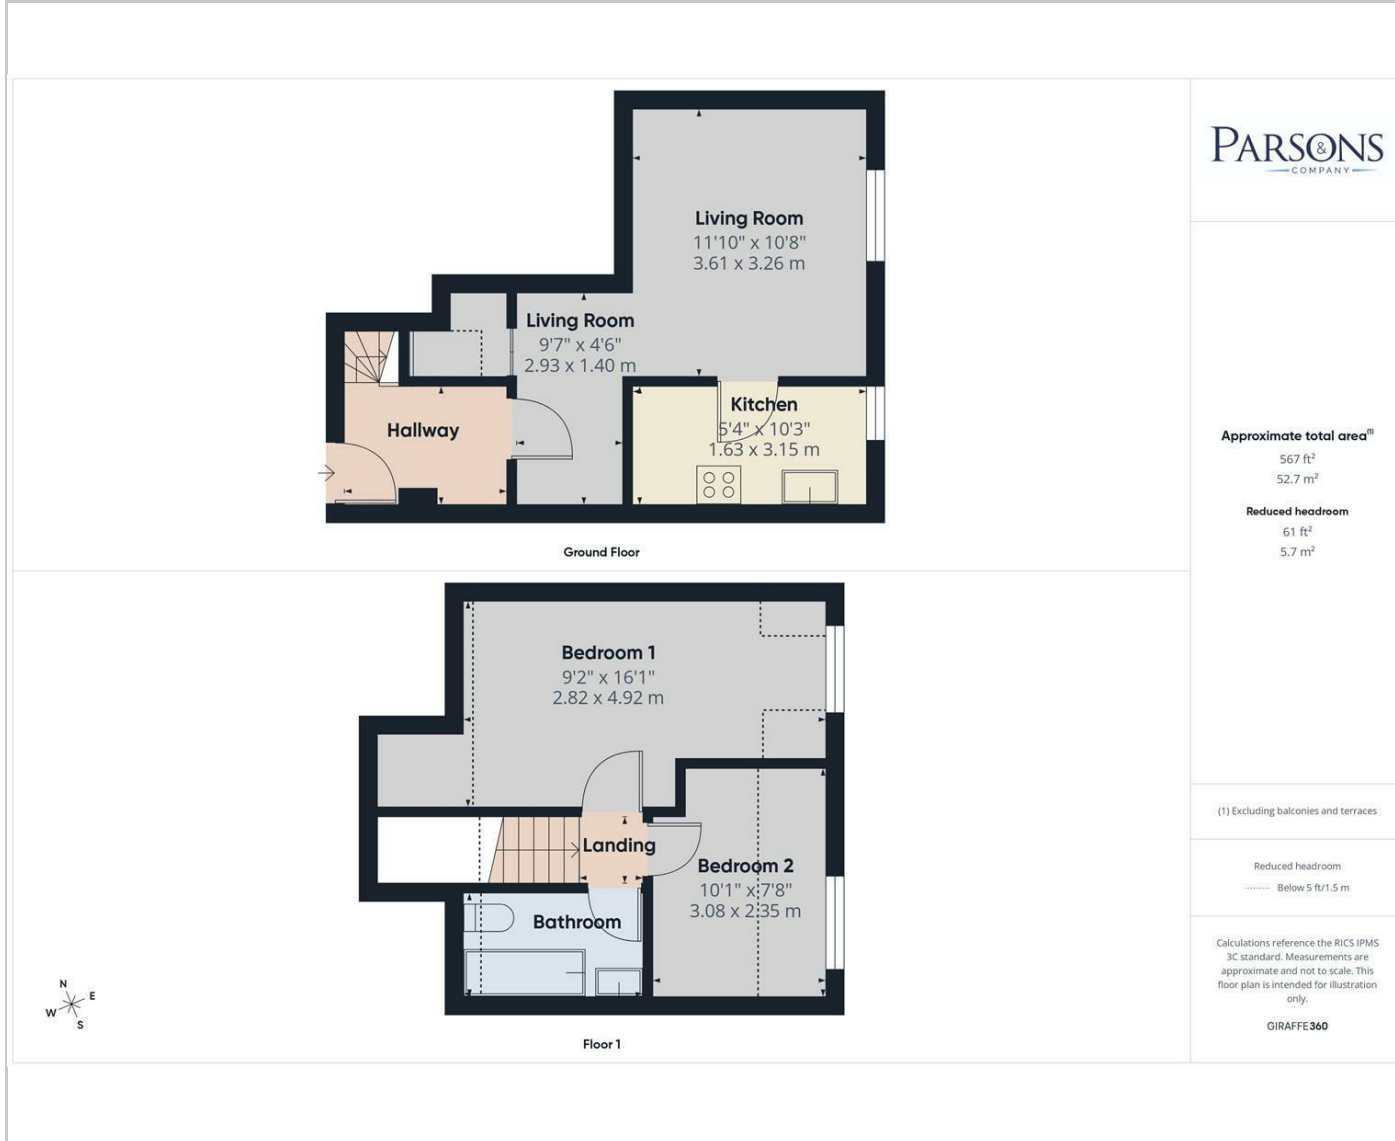 Living Room
11'10" x 10'8"
3.61 x 3.26 m
Living Room
9'7" x 4'6"
2.93 x 1.40 m
Kitchen
5'4" x 10'3"
1.63 x 3.15 m
Hallway
Ground Floor
Bedroom 1
9'2" x 16'1"
2.82 x 4.92 m
Landing
Bedroom 2
10'1" x 7'8"
3.08 x 2.35 m
Bathroom
N
E
W
S
Floor 1
PARSONS
&
COMPANY
Approximate total area(1)
567 ft²
52.7 m²
Reduced headroom
61 ft²
5.7 m²
(1) Excluding balconies and terraces
Reduced headroom
Below 5 ft/1.5 m
Calculations reference the RICS IPMS
3C standard. Measurements are
approximate and not to scale. This
floor plan is intended for illustration
only.
GIRAFFE360